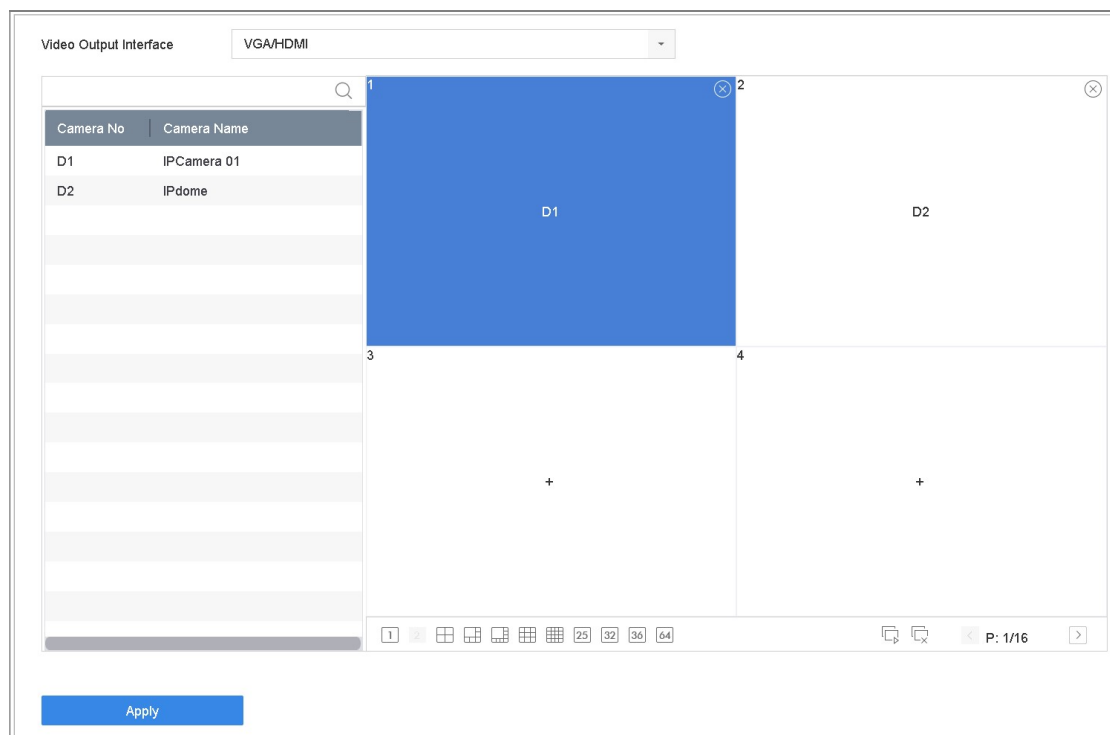 Video Output Interface VGA/HDMI
Camera No Camera Name
D1 IPCamera 01
D2 IPdome
1
D1
2
D2
3
+
4
+
1 2 25 32 36 64 P: 1/16
Apply